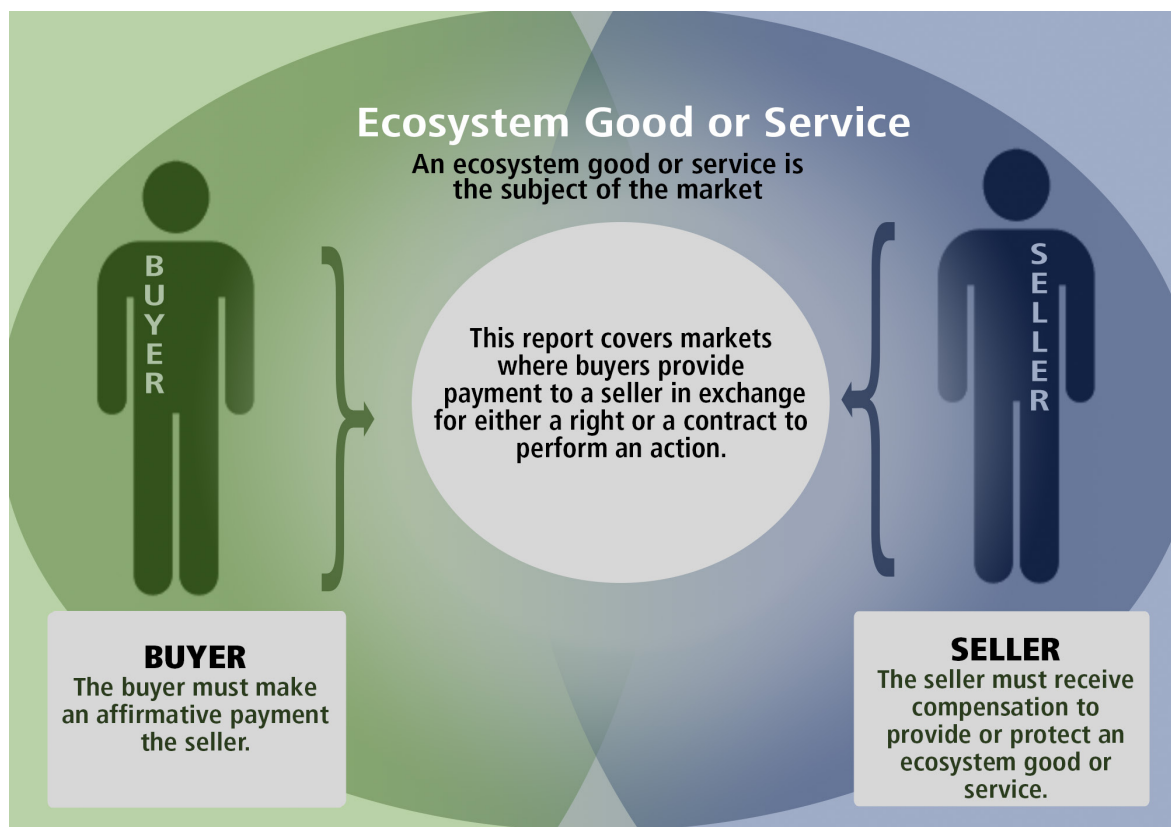 Ecosystem Good or Service
An ecosystem good or service is
the subject of the market
BUYER
SELLER
This report covers markets
where buyers provide
payment to a seller in exchange
for either a right or a contract to
perform an action.
BUYER
The buyer must make
an affirmative payment
the seller.
SELLER
The seller must receive
compensation to
provide or protect an
ecosystem good or
service.